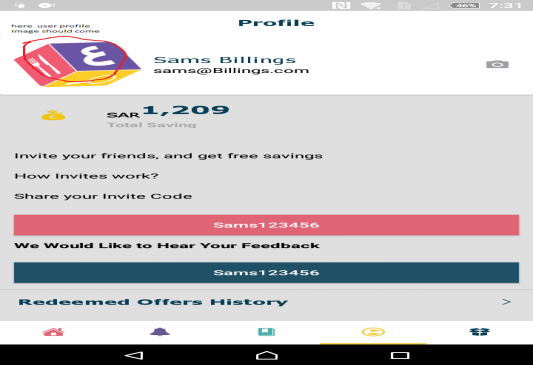 46% 7:31
Profile
here user profile
image should come
Sams Billings
sams@Billings.com
SAR 1,209
Total Saving
Invite your friends, and get free savings
How Invites work?
Share your Invite Code
Sams123456
We Would Like to Hear Your Feedback
Sams123456
Redeemed Offers History >